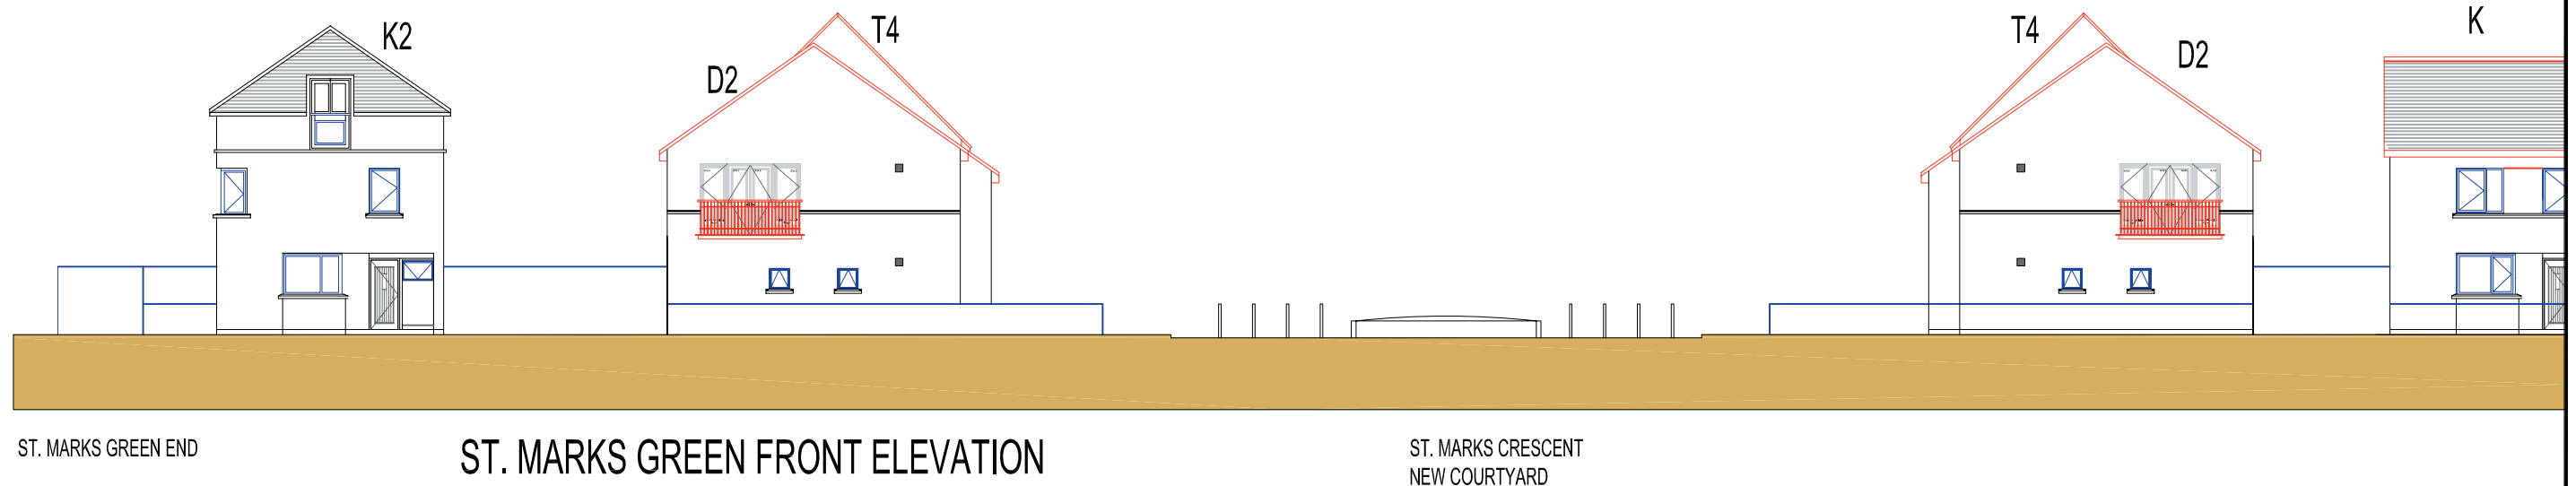 K2
D2
T4
T4
D2
K
ST. MARKS GREEN END
ST. MARKS GREEN FRONT ELEVATION
ST. MARKS CRESCENT
NEW COURTYARD